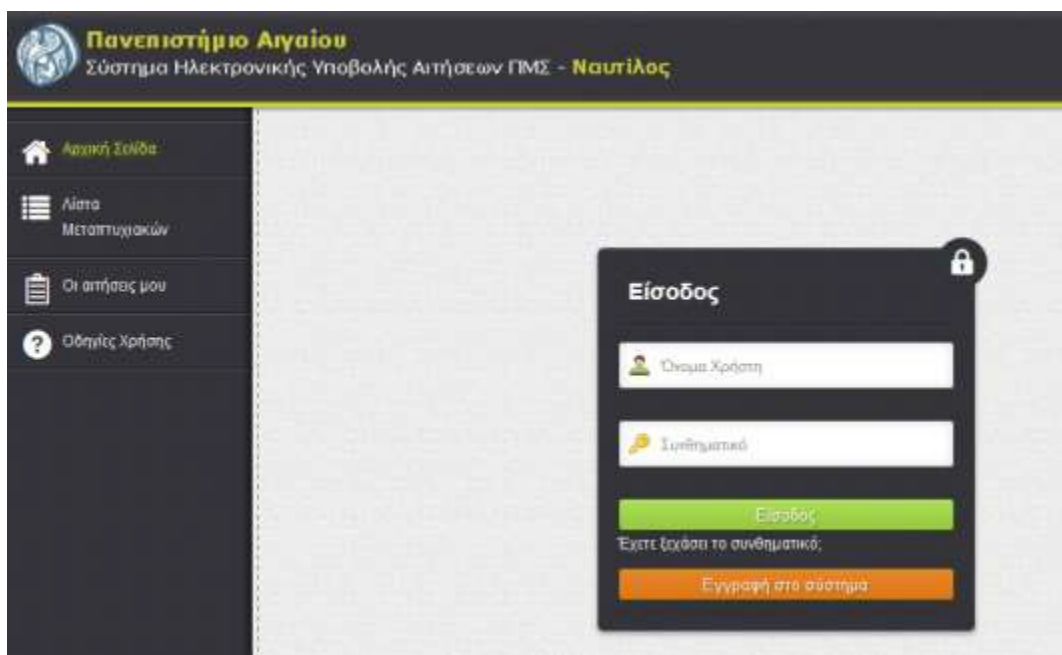 Πανεπιστήμιο Αιγαίου
Σύστημα Ηλεκτρονικής Υποβολής Αιτήσεων ΠΜΣ - Ναυτίλος
Αρχική Σελίδα
Λίστα
Μεταπτυχιακών
Οι αιτήσεις μου
Οδηγίες Χρήσης
Είσοδος
Όνομα Χρήστη
Συνθηματικό
Είσοδος
Έχετε ξεχάσει το συνθηματικό;
Εγγραφή στο σύστημα